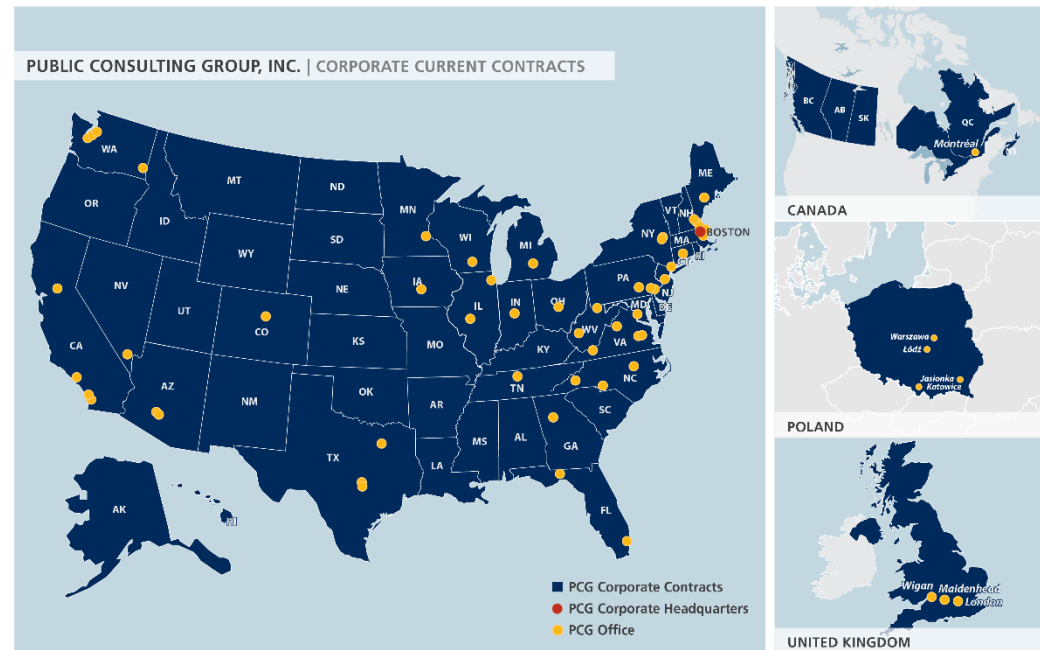 PUBLIC CONSULTING GROUP, INC. | CORPORATE CURRENT CONTRACTS
WA
MT
ND
MN
ME
OR
ID
WY
SD
WI
MI
NY
VT
NH
MA
BOSTON
CT
RI
NV
UT
CO
NE
IA
IL
IN
OH
PA
NJ
MD
DE
CA
AZ
NM
KS
MO
KY
WV
VA
OK
AR
TN
NC
SC
TX
LA
MS
AL
GA
FL
AK
HI
PCG Corporate Contracts
PCG Corporate Headquarters
PCG Office
BC
AB
SK
QC
Montréal
CANADA
Warszawa
Łódź
Jasionka
Katowice
POLAND
Wigan
Maidenhead
London
UNITED KINGDOM